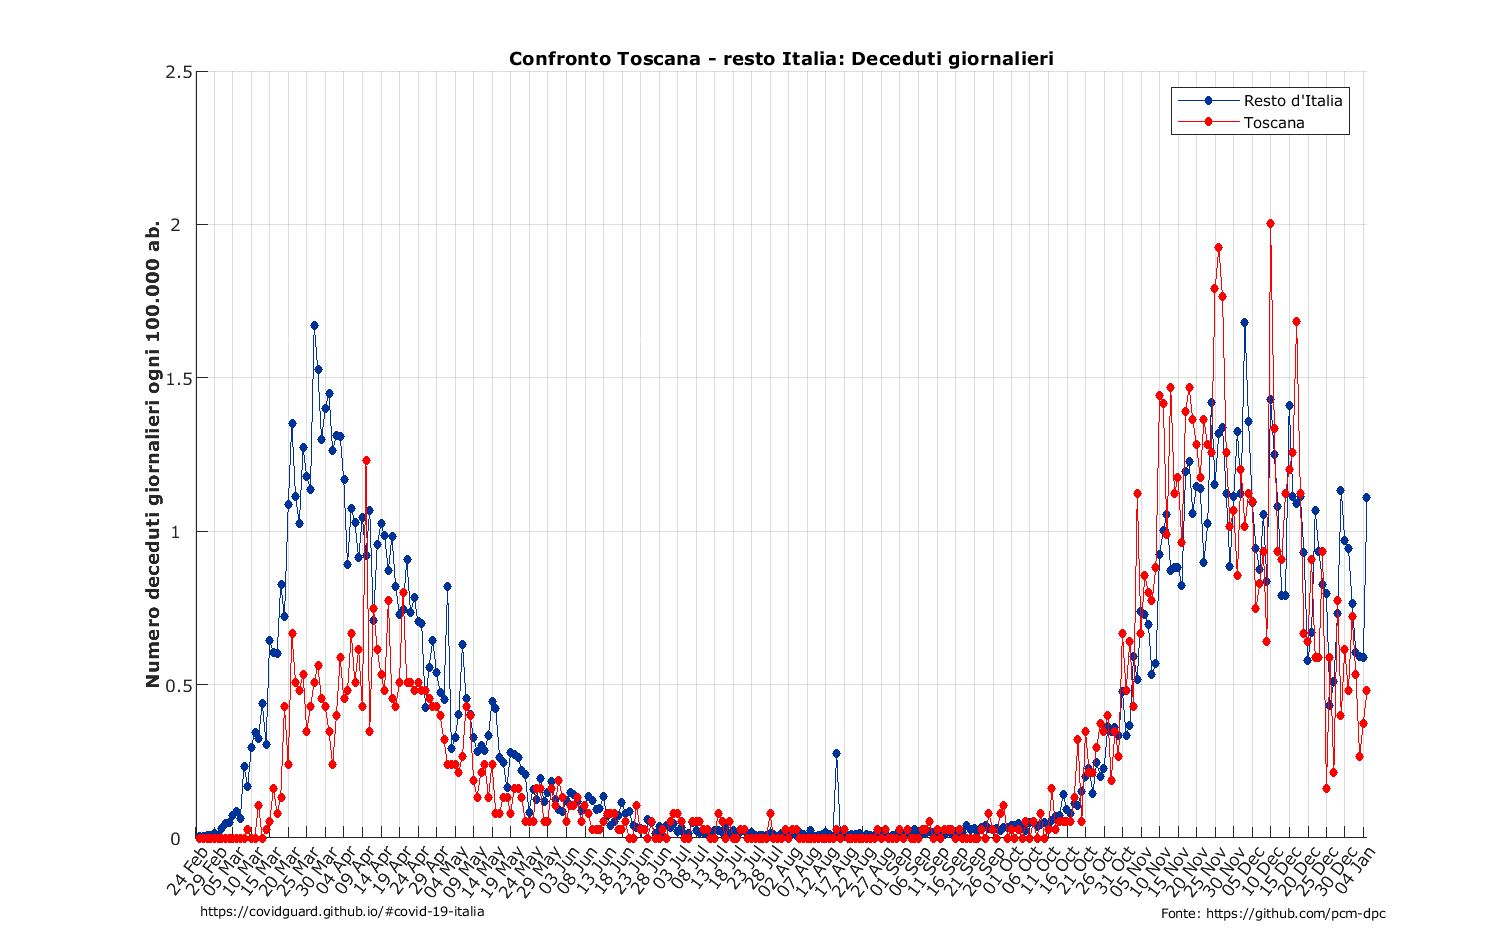 Confronto Toscana - resto Italia: Deceduti giornalieri
Resto d'Italia
Toscana
Numero deceduti giornalieri ogni 100.000 ab.
2.5
2
1.5
1
0.5
0
24 Feb
29 Feb
05 Mar
10 Mar
15 Mar
20 Mar
25 Mar
30 Mar
04 Apr
09 Apr
14 Apr
19 Apr
24 Apr
29 Apr
04 May
09 May
14 May
19 May
24 May
29 May
03 Jun
08 Jun
13 Jun
18 Jun
23 Jun
28 Jun
03 Jul
08 Jul
13 Jul
18 Jul
23 Jul
28 Jul
02 Aug
07 Aug
12 Aug
17 Aug
22 Aug
27 Aug
01 Sep
06 Sep
11 Sep
16 Sep
21 Sep
26 Sep
01 Oct
06 Oct
11 Oct
16 Oct
21 Oct
26 Oct
31 Oct
05 Nov
10 Nov
15 Nov
20 Nov
25 Nov
30 Nov
05 Dec
10 Dec
15 Dec
20 Dec
25 Dec
30 Dec
04 Jan
https://covidguard.github.io/#covid-19-italia
Fonte: https://github.com/pcm-dpc